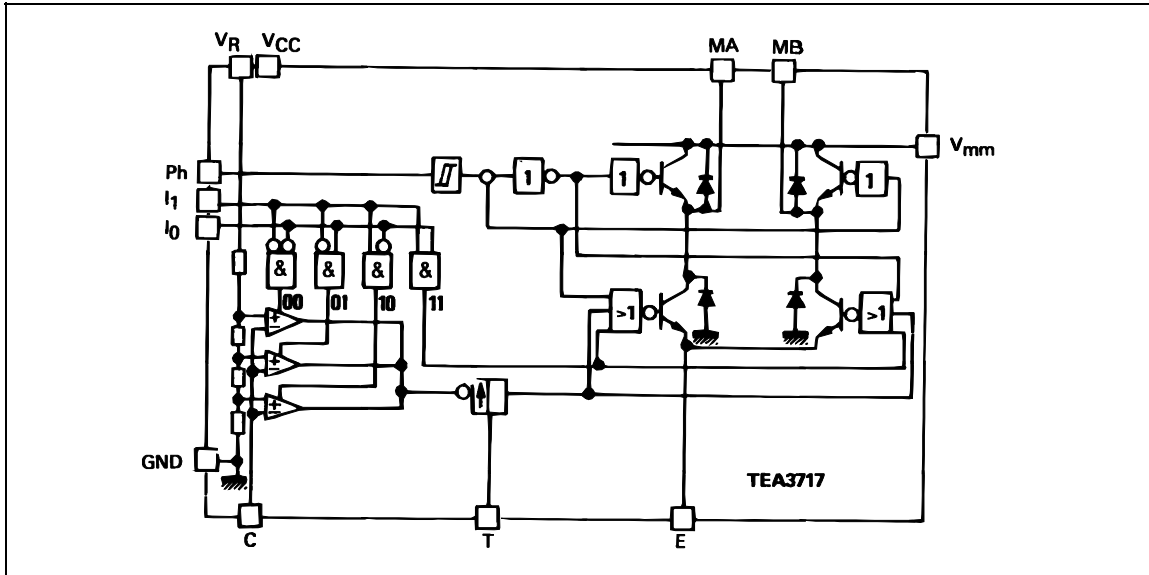 VR VCC MA MB
Vmm
Ph
I1
I0
1 1 1
& & & &
00 01 10 11
>1 >1
+ −
+ −
+ −
GND
TEA3717
C T E